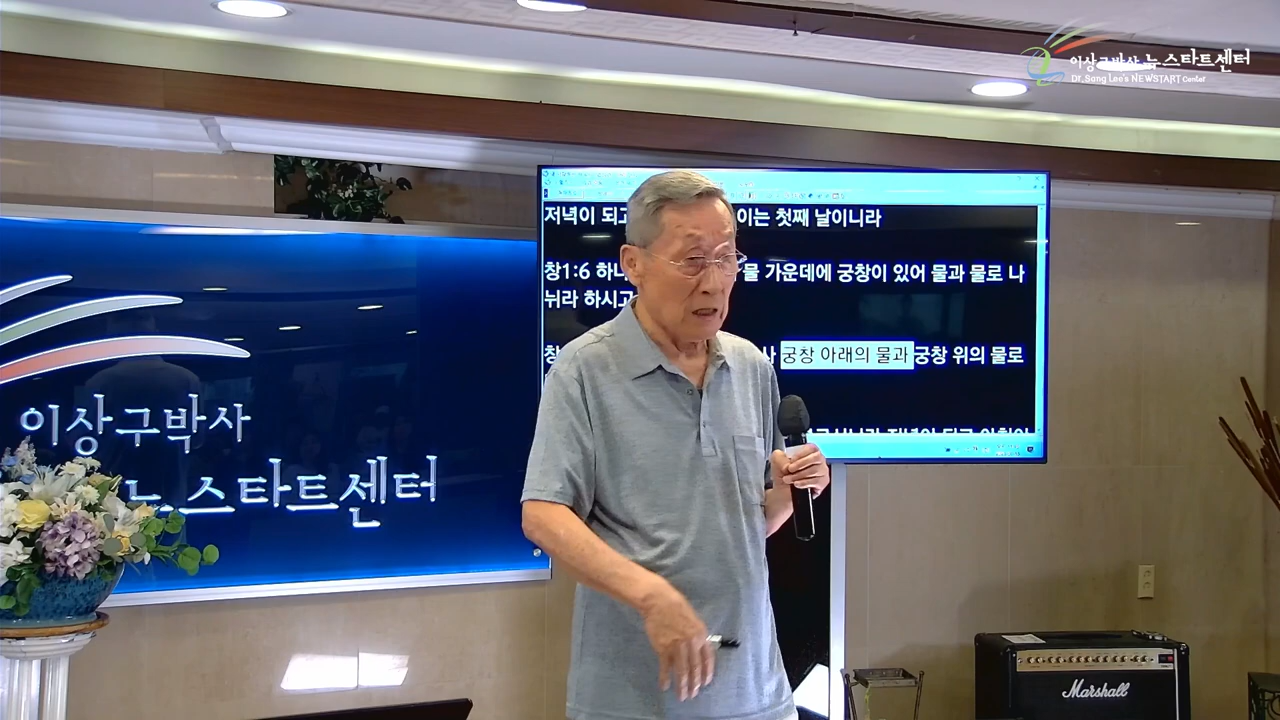 이상구박사 뉴스타트센터
Dr. Sang Lee's NEWSTART Center
저녁이 되고 이는 첫째 날이니라
창1:6 하나 물 가운데에 궁창이 있어 물과 물로 나
뉘라 하시고
창 사 궁창 아래의 물과 궁창 위의 물로
이상구박사
뉴스타트센터
Marshall